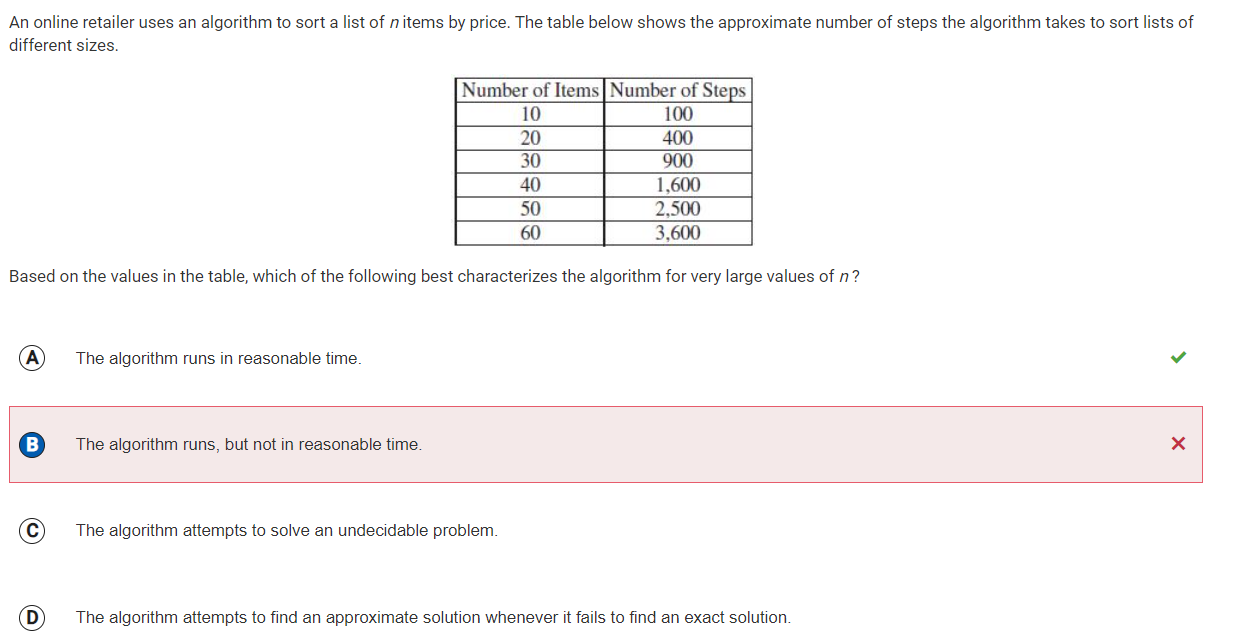 An online retailer uses an algorithm to sort a list of n items by price. The table below shows the approximate number of steps the algorithm takes to sort lists of
different sizes.
Number of Items Number of Steps
10 100
20 400
30 900
40 1,600
50 2,500
60 3,600
Based on the values in the table, which of the following best characterizes the algorithm for very large values of n?
A The algorithm runs in reasonable time.
B The algorithm runs, but not in reasonable time.
C The algorithm attempts to solve an undecidable problem.
D The algorithm attempts to find an approximate solution whenever it fails to find an exact solution.